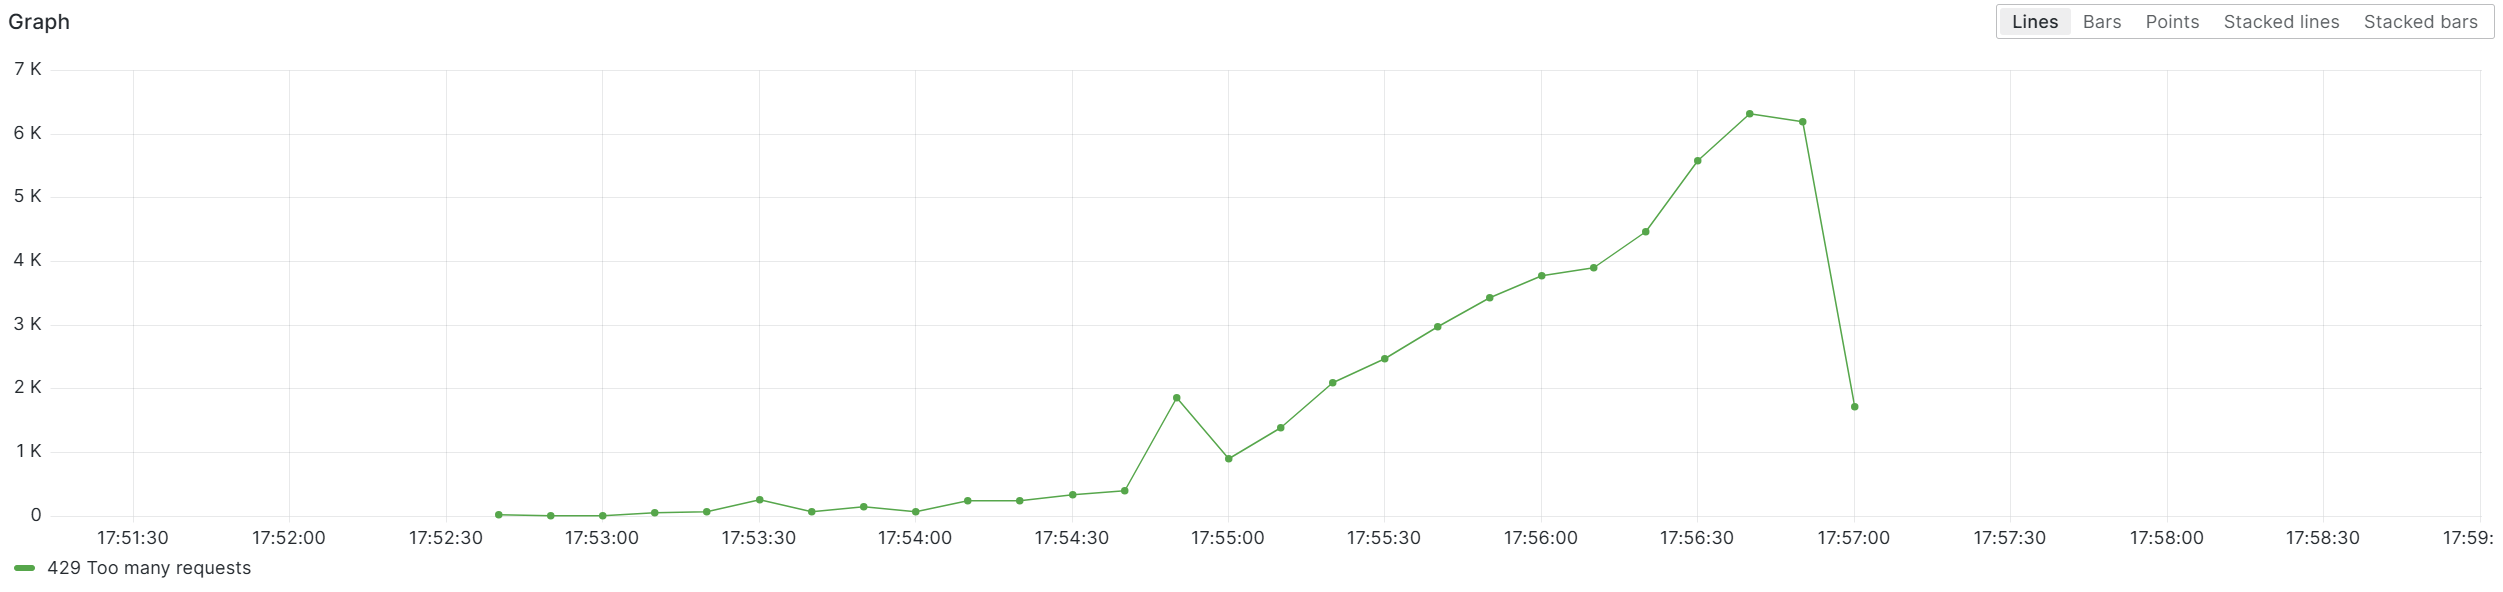 Graph
Lines Bars Points Stacked lines Stacked bars
7 K
6 K
5 K
4 K
3 K
2 K
1 K
0
17:51:30 17:52:00 17:52:30 17:53:00 17:53:30 17:54:00 17:54:30 17:55:00 17:55:30 17:56:00 17:56:30 17:57:00 17:57:30 17:58:00 17:58:30 17:59:
429 Too many requests